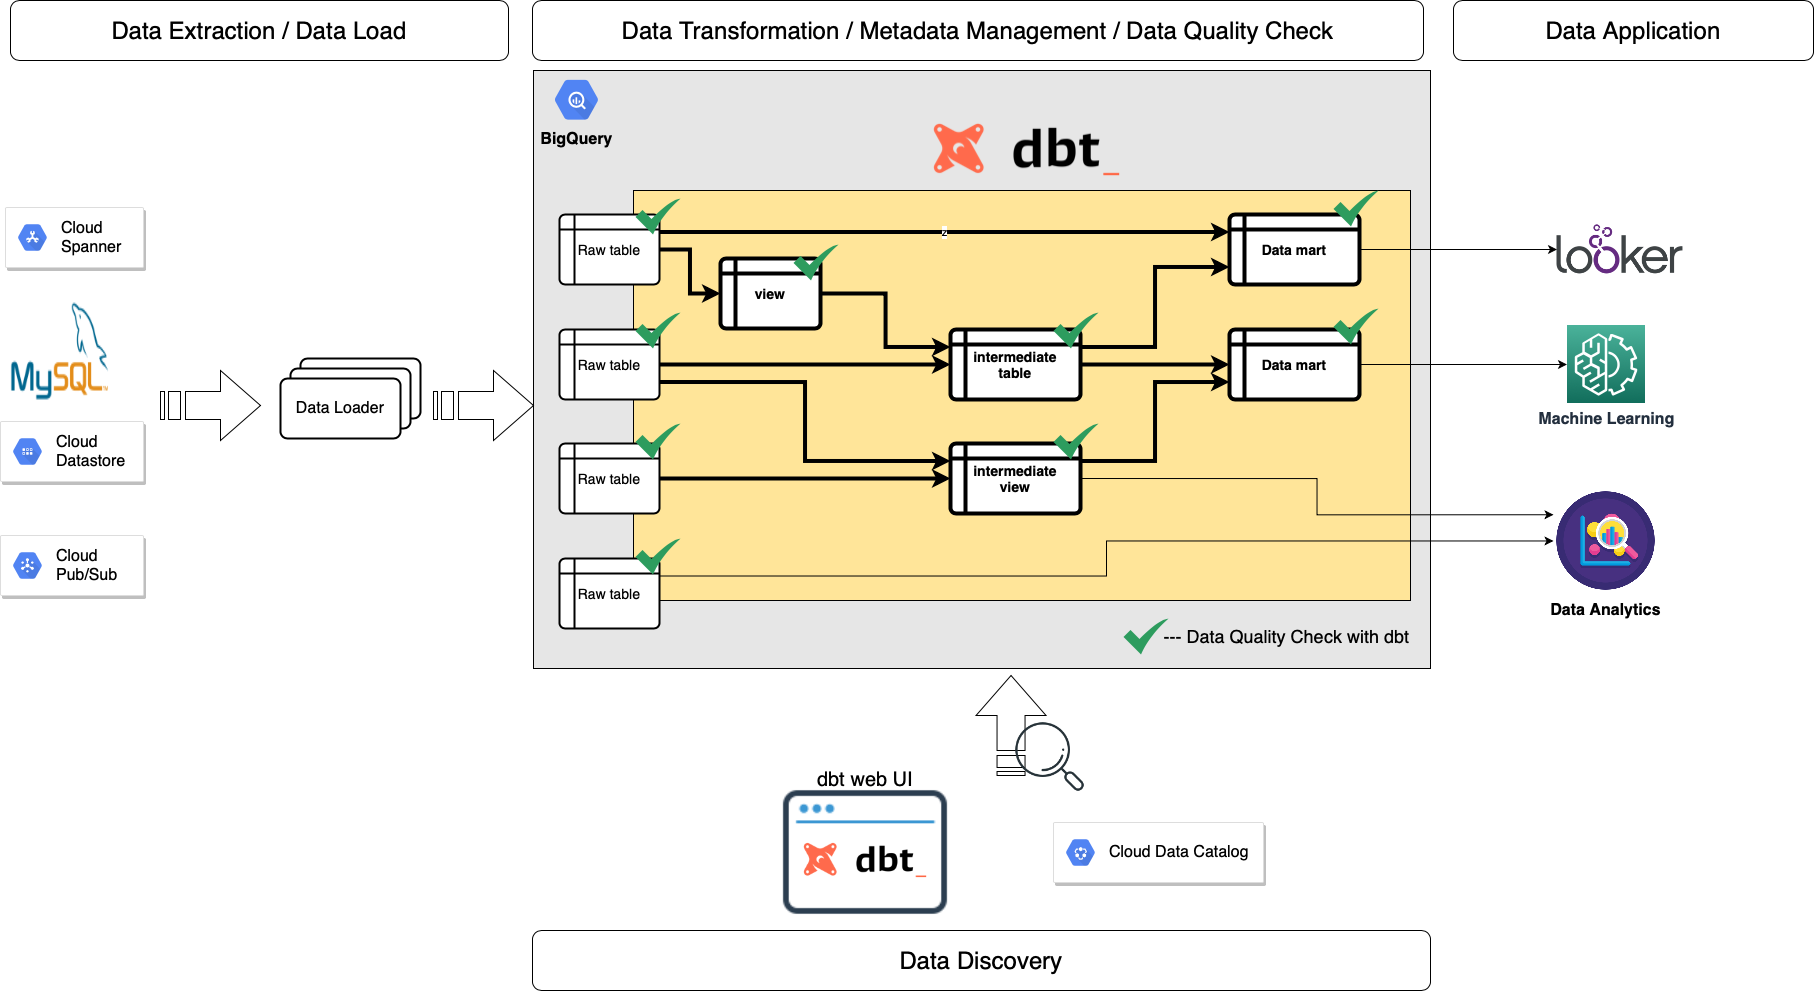 Data Extraction / Data Load
Data Transformation / Metadata Management / Data Quality Check
Data Application
BigQuery
dbt_
Cloud
Spanner
MySQL
Cloud
Datastore
Cloud
Pub/Sub
Data Loader
Raw table
2
Data mart
view
Raw table
intermediate
table
Data mart
Raw table
intermediate
view
Raw table
--- Data Quality Check with dbt
looker
Machine Learning
Data Analytics
dbt web UI
dbt_
Cloud Data Catalog
Data Discovery